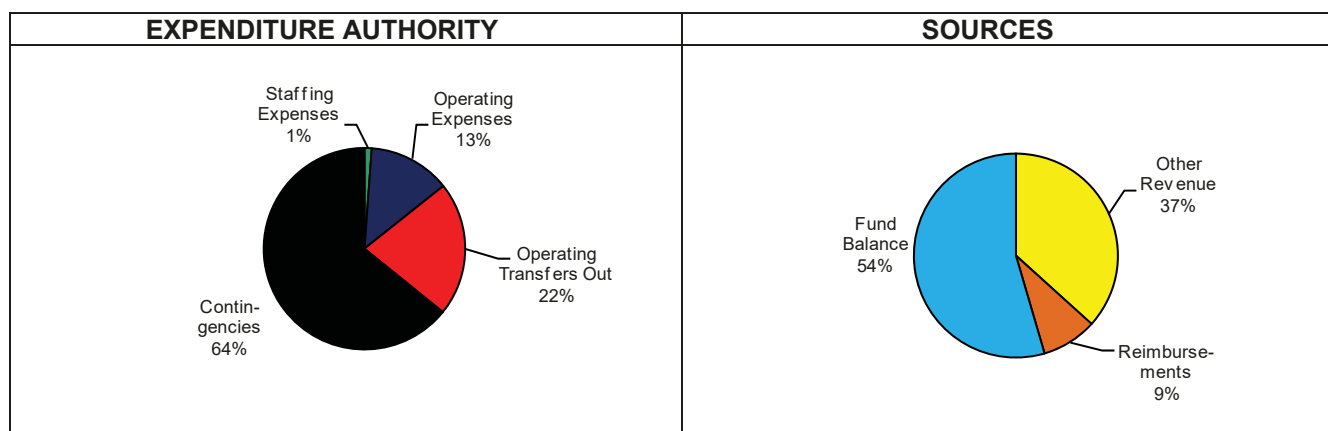 EXPENDITURE AUTHORITY
Staffing
Expenses
1%
Operating
Expenses
13%
Operating
Transfers Out
22%
Contin-
gencies
64%
SOURCES
Other
Revenue
37%
Fund
Balance
54%
Reimburse-
ments
9%